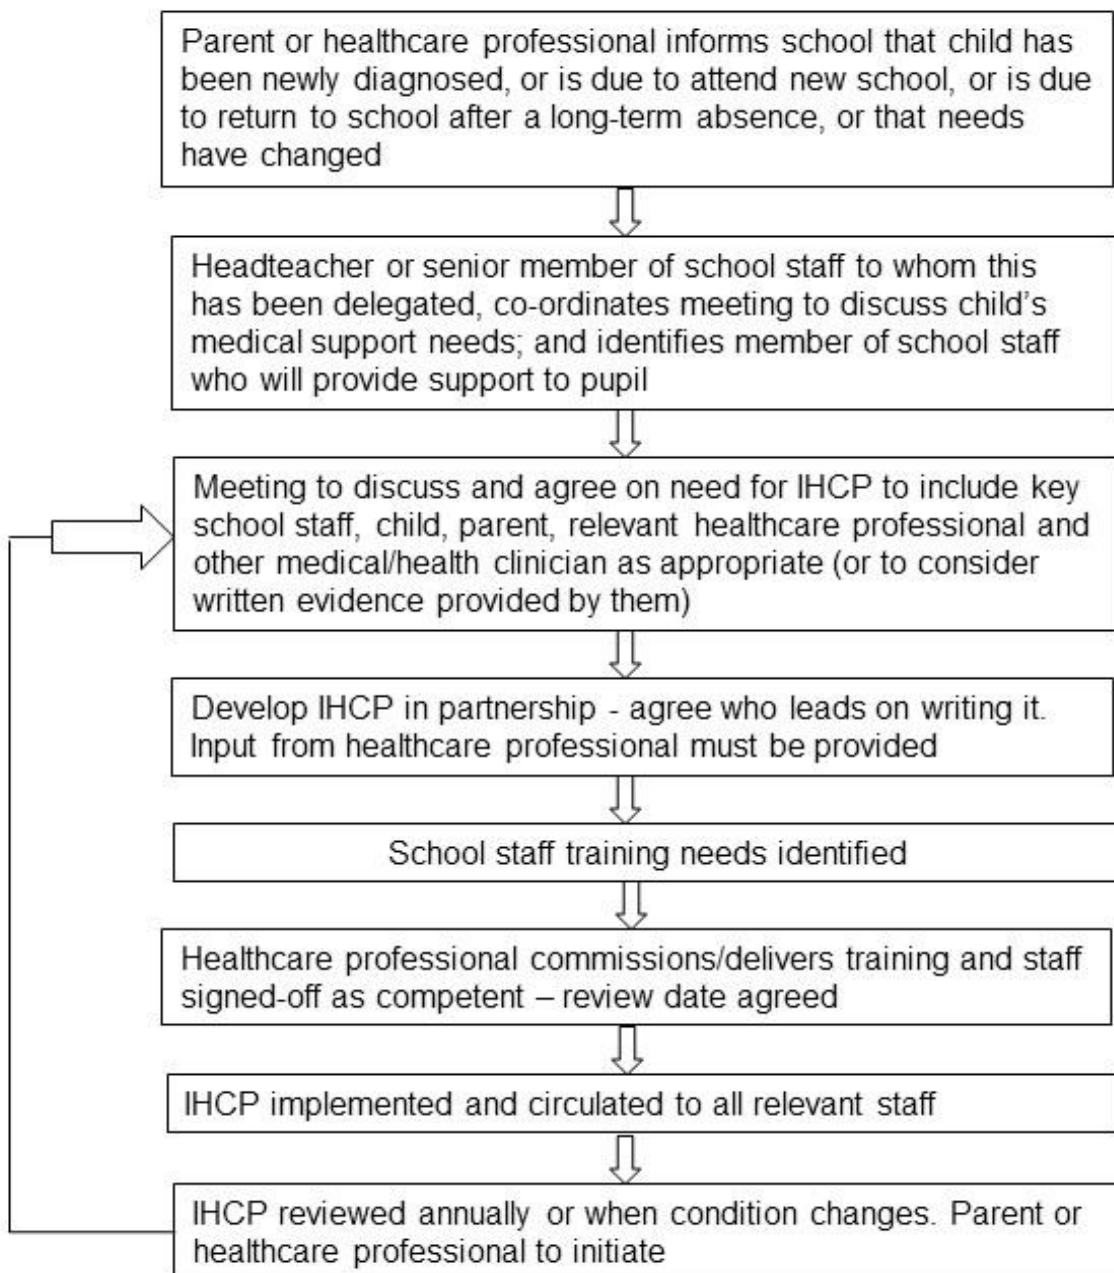 Parent or healthcare professional informs school that child has
been newly diagnosed, or is due to attend new school, or is due
to return to school after a long-term absence, or that needs
have changed
Headteacher or senior member of school staff to whom this
has been delegated, co-ordinates meeting to discuss child's
medical support needs; and identifies member of school staff
who will provide support to pupil
Meeting to discuss and agree on need for IHCP to include key
school staff, child, parent, relevant healthcare professional and
other medical/health clinician as appropriate (or to consider
written evidence provided by them)
Develop IHCP in partnership - agree who leads on writing it.
Input from healthcare professional must be provided
School staff training needs identified
Healthcare professional commissions/delivers training and staff
signed-off as competent – review date agreed
IHCP implemented and circulated to all relevant staff
IHCP reviewed annually or when condition changes. Parent or
healthcare professional to initiate